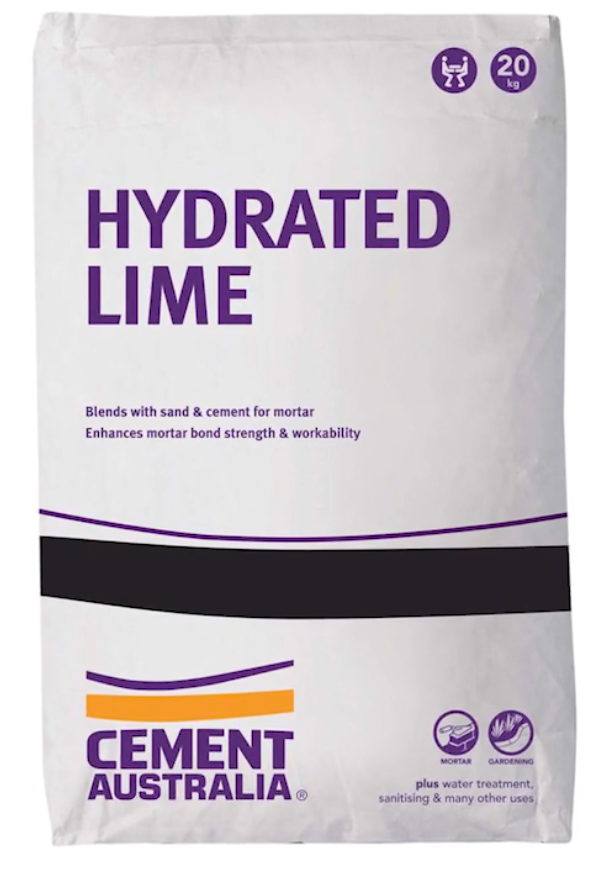 20
kg
HYDRATED
LIME
Blends with sand & cement for mortar
Enhances mortar bond strength & workability
CEMENT
AUSTRALIA®
MORTAR GARDENING
plus water treatment,
sanitising & many other uses